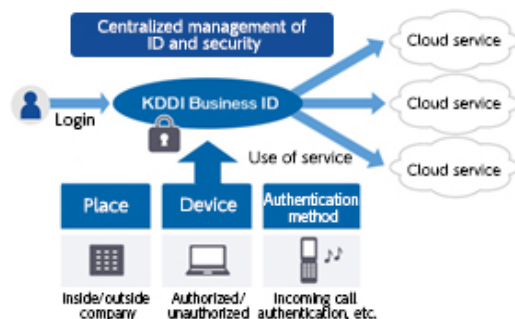 Centralized management of
ID and security
Cloud service
KDDI Business ID
Cloud service
Login
Use of service
Cloud service
Place
Device
Authentication
method
Inside/outside
company
Authorized/
unauthorized
Incoming call
authentication, etc.